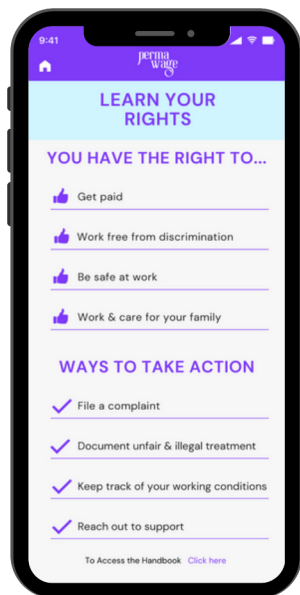 9:41
perma
wage
LEARN YOUR
RIGHTS
YOU HAVE THE RIGHT TO...
Get paid
Work free from discrimination
Be safe at work
Work & care for your family
WAYS TO TAKE ACTION
File a complaint
Document unfair & illegal treatment
Keep track of your working conditions
Reach out to support
To Access the Handbook Click here